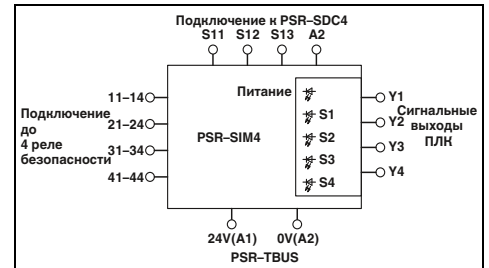 Подключение к PSR–SDC4
S11 S12 S13 A2
Питание
11–14
21–24
31–34
41–44
Подключение
до
4 реле
безопасности
PSR–SIM4
S1
S2
S3
S4
Y1
Y2
Y3
Y4
Сигнальные
выходы
ПЛК
24V(A1) 0V(A2)
PSR–TBUS